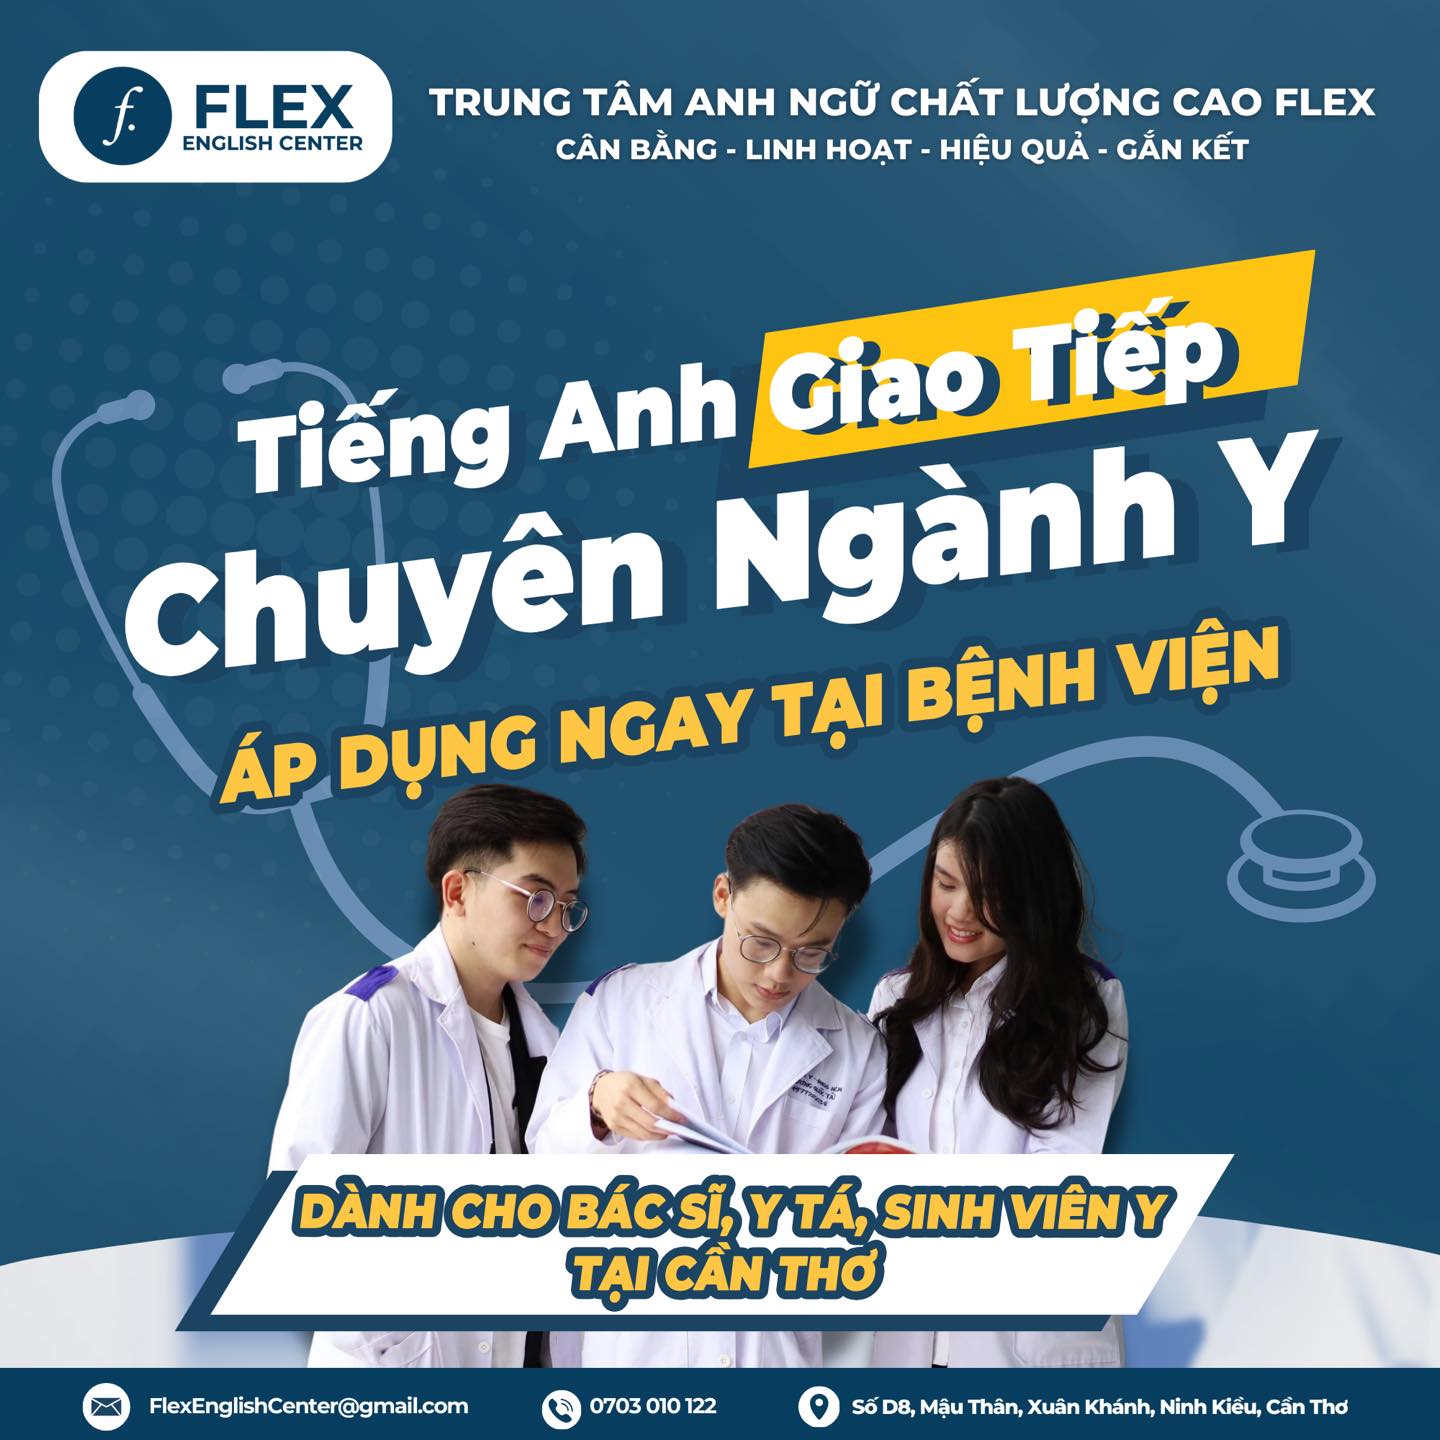 f.
FLEX
ENGLISH CENTER
TRUNG TÂM ANH NGỮ CHẤT LƯỢNG CAO FLEX
CÂN BẰNG - LINH HOẠT - HIỆU QUẢ - GẮN KẾT
Tiếng Anh Giao Tiếp
Chuyên Ngành Y
ÁP DỤNG NGAY TẠI BỆNH VIỆN
DÀNH CHO BÁC SĨ, Y TÁ, SINH VIÊN Y
TẠI CẦN THƠ
FlexEnglishCenter@gmail.com
0703 010 122
Số D8, Mậu Thân, Xuân Khánh, Ninh Kiều, Cần Thơ